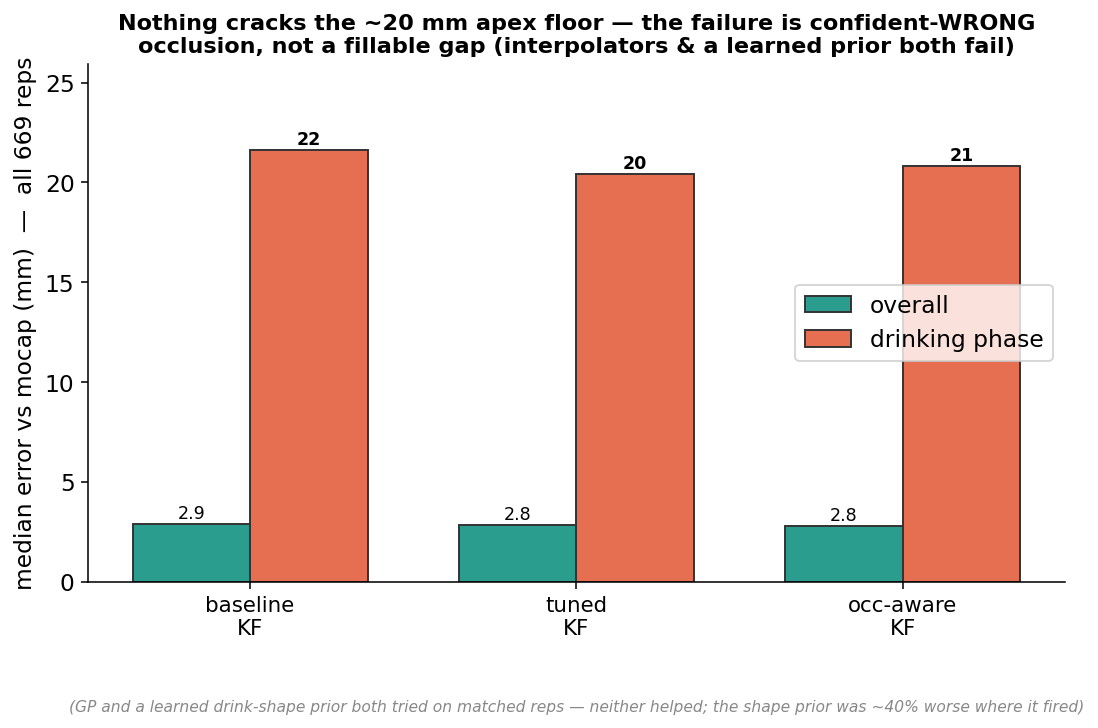 Nothing cracks the ~20 mm apex floor — the failure is confident-WRONG
occlusion, not a fillable gap (interpolators & a learned prior both fail)
median error vs mocap (mm)  —  all 669 reps
25
20
15
10
5
0
22
20
21
2.9
2.8
2.8
overall
drinking phase
baseline
KF
tuned
KF
occ-aware
KF
(GP and a learned drink-shape prior both tried on matched reps — neither helped; the shape prior was ~40% worse where it fired)